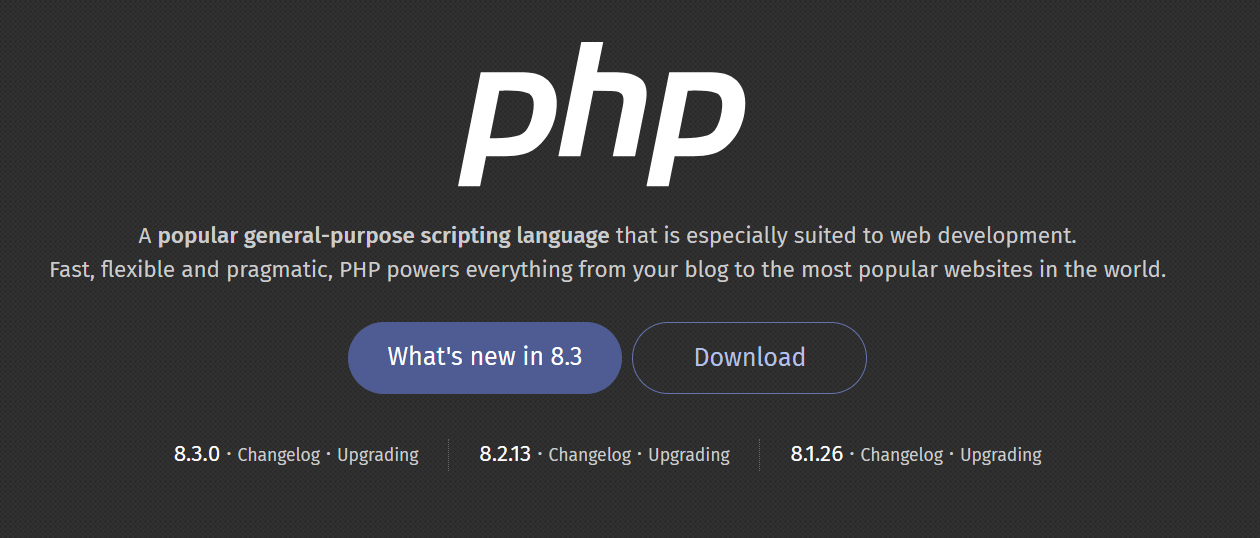 php
A popular general-purpose scripting language that is especially suited to web development.
Fast, flexible and pragmatic, PHP powers everything from your blog to the most popular websites in the world.
What's new in 8.3 Download
8.3.0 · Changelog · Upgrading 8.2.13 · Changelog · Upgrading 8.1.26 · Changelog · Upgrading